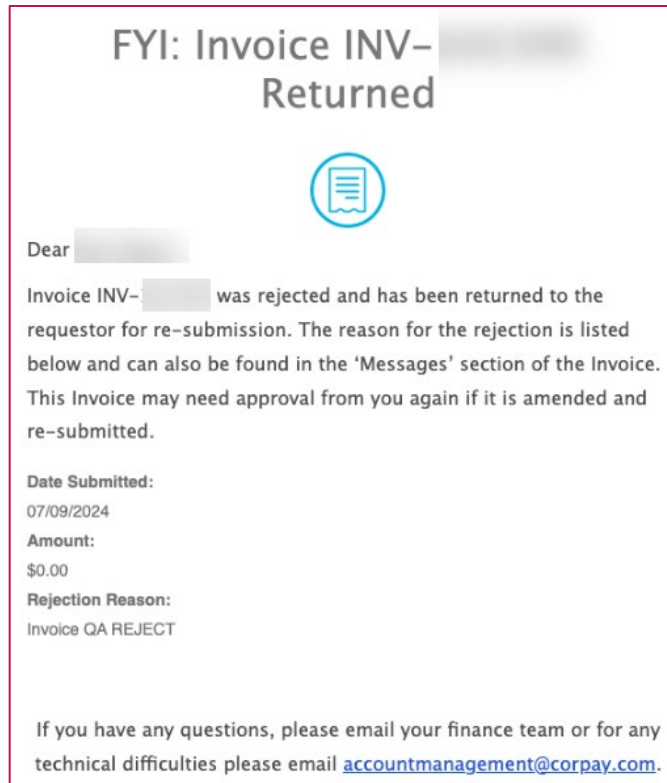 FYI: Invoice INV-
Returned
Dear
Invoice INV- was rejected and has been returned to the
requestor for re-submission. The reason for the rejection is listed
below and can also be found in the ‘Messages’ section of the Invoice.
This Invoice may need approval from you again if it is amended and
re-submitted.
Date Submitted:
07/09/2024
Amount:
$0.00
Rejection Reason:
Invoice QA REJECT
If you have any questions, please email your finance team or for any
technical difficulties please email accountmanagement@corpay.com.